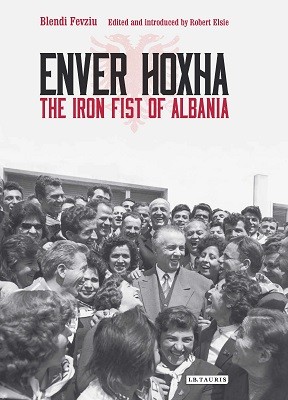 Blendi Fevziu
Edited and introduced by Robert Elsie
ENVER HOXHA
THE IRON FIST OF ALBANIA
I.B.TAURIS